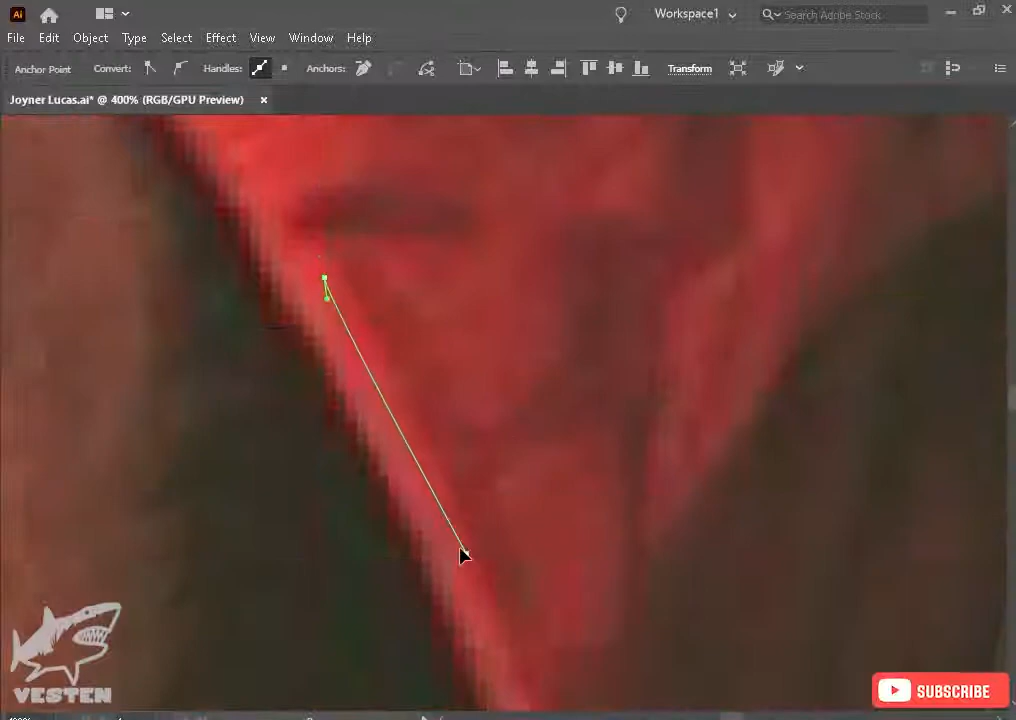 Ai
Workspace1
Search Adobe Stock
File Edit Object Type Select Effect View Window Help
Anchor Point Convert: Handles: Anchors: Transform
Joyner Lucas.ai* @ 400% (RGB/GPU Preview) ×
VESTEN
SUBSCRIBE